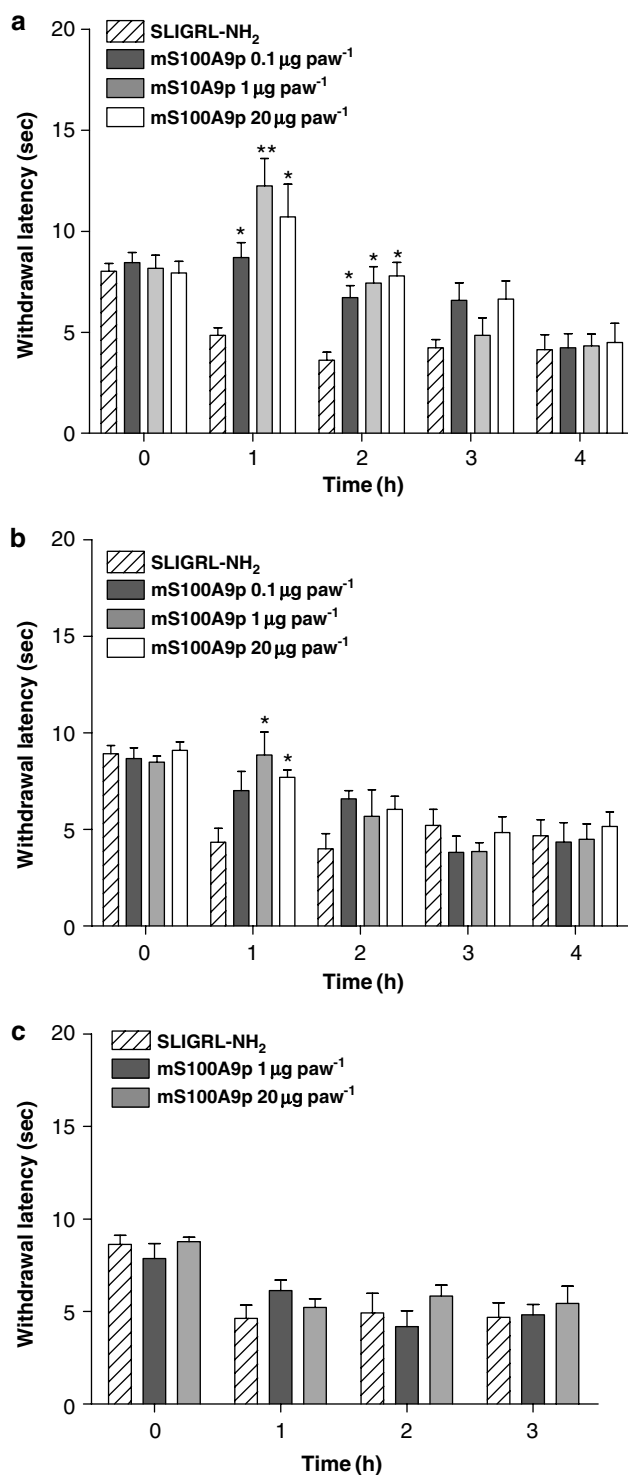 a
20
SLIGRL-NH₂
mS100A9p 0.1 μg paw⁻¹
mS10A9p 1 μg paw⁻¹
mS100A9p 20 μg paw⁻¹
15
**
*
*
10
*
*
*
5
0
Withdrawal latency (sec)
0 1 2 3 4
Time (h)
b
20
SLIGRL-NH₂
mS100A9p 0.1 μg paw⁻¹
mS100A9p 1 μg paw⁻¹
mS100A9p 20 μg paw⁻¹
15
10
*
*
5
0
Withdrawal latency (sec)
0 1 2 3 4
Time (h)
c
20
SLIGRL-NH₂
mS100A9p 1 μg paw⁻¹
mS100A9p 20 μg paw⁻¹
15
10
5
0
Withdrawal latency (sec)
0 1 2 3
Time (h)